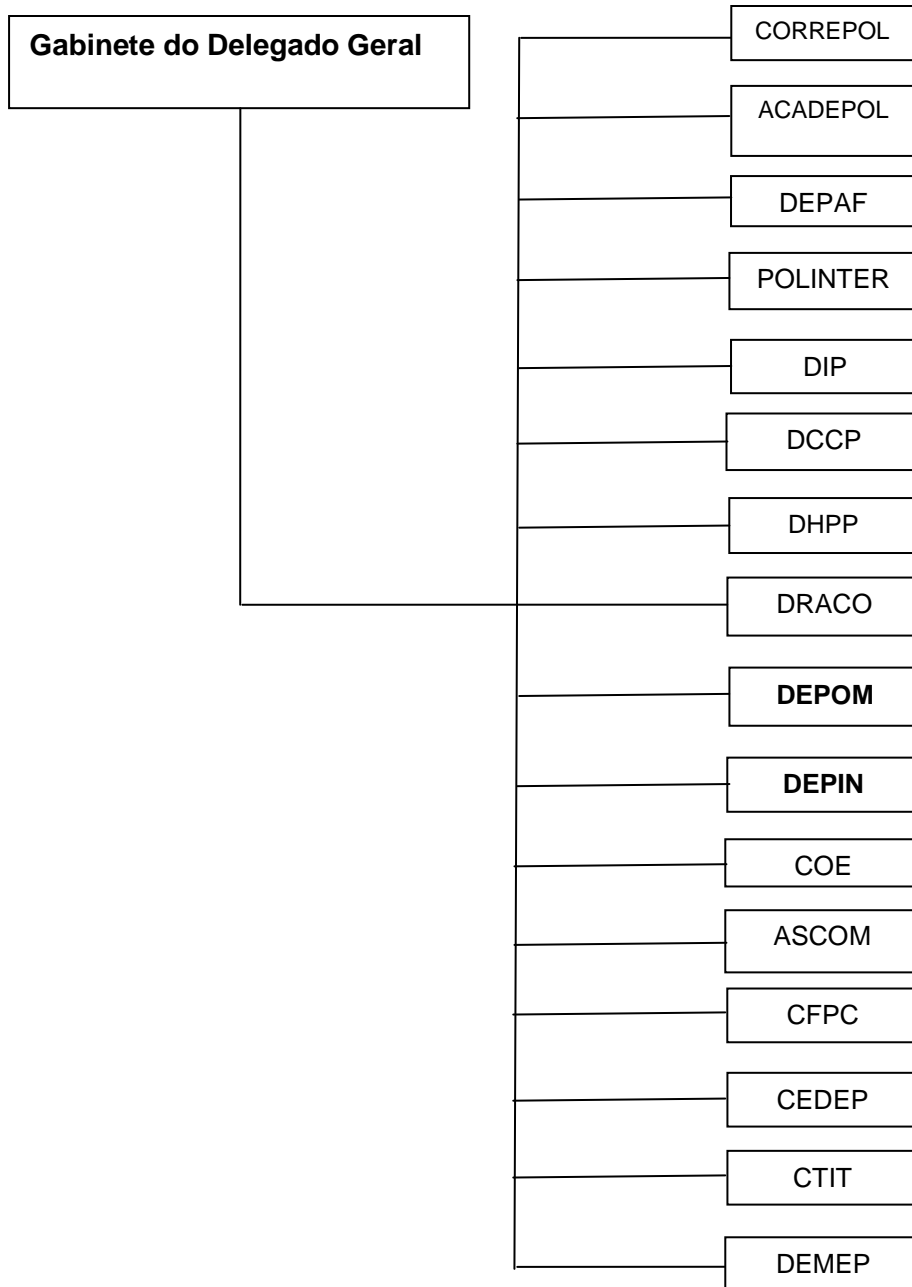 Gabinete do Delegado Geral
CORREPOL
ACADEPOL
DEPAF
POLINTER
DIP
DCCP
DHPP
DRACO
DEPOM
DEPIN
COE
ASCOM
CFPC
CEDEP
CTIT
DEMEP